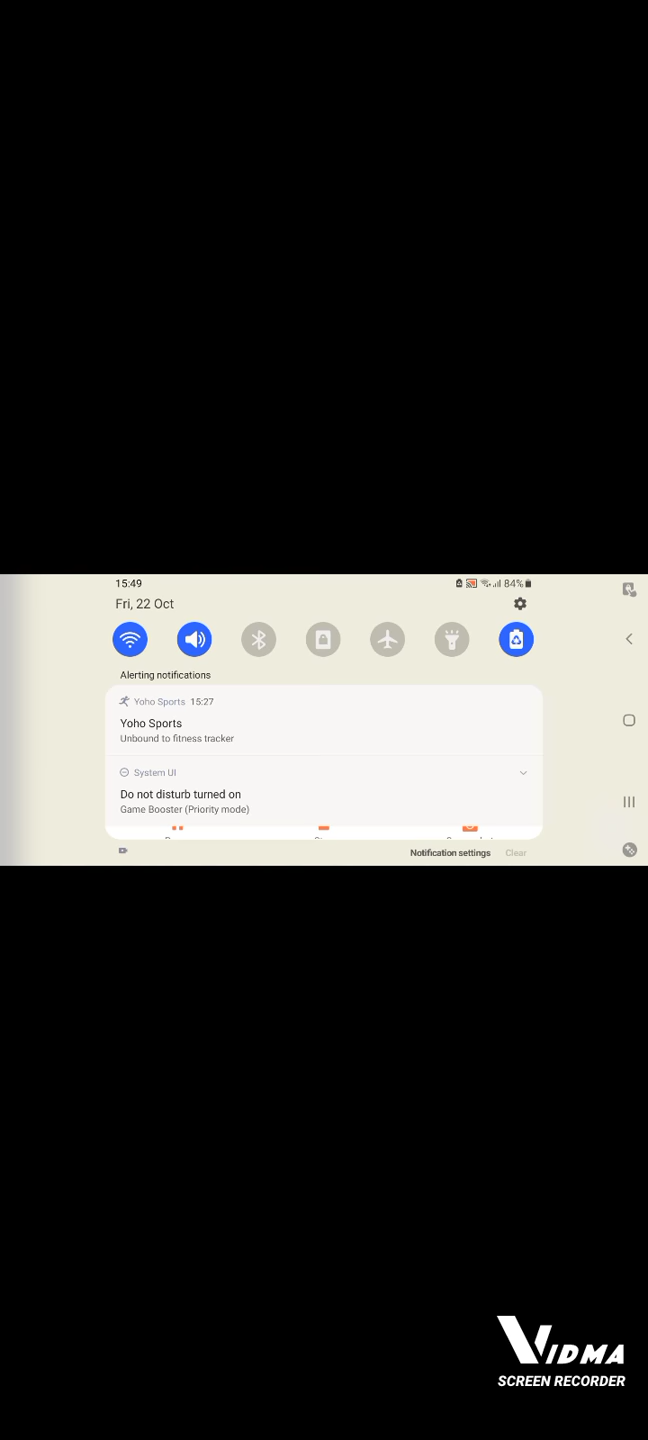 15:49
84%
Fri, 22 Oct
Alerting notifications
Yoho Sports 15:27
Yoho Sports
Unbound to fitness tracker
System UI
Do not disturb turned on
Game Booster (Priority mode)
Notification settings Clear
VIDMA
SCREEN RECORDER